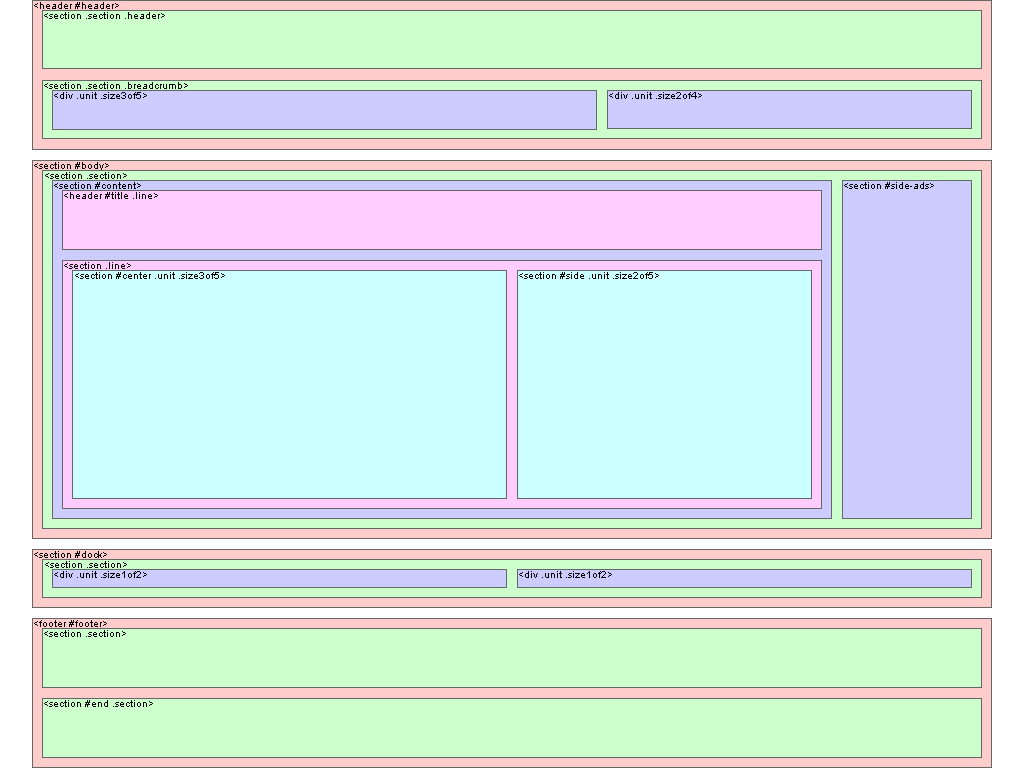 <header #header>
<section .section .header>
<section .section .breadcrumb>
<div .unit .size3of5>
<div .unit .size2of4>
<section #body>
<section .section>
<section #content>
<section #side-ads>
<header #title .line>
<section .line>
<section #center .unit .size3of5>
<section #side .unit .size2of5>
<section #dock>
<section .section>
<div .unit .size1of2>
<div .unit .size1of2>
<footer #footer>
<section .section>
<section #end .section>